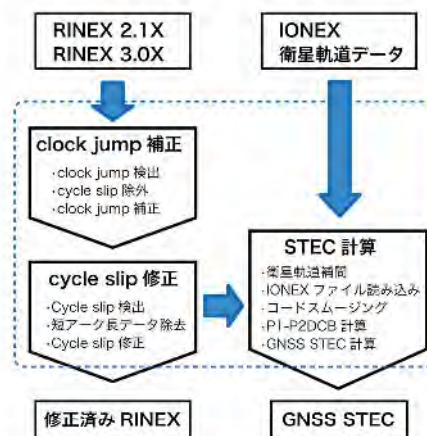 RINEX 2.1X
RINEX 3.0X
IONEX
衛星軌道データ
clock jump 補正
・clock jump 検出
・cycle slip 除外
・clock jump 補正
cycle slip 修正
・Cycle slip 検出
・短アーク長データ除去
・Cycle slip 修正
STEC 計算
・衛星軌道補間
・IONEX ファイル読み込み
・コードスムージング
・P1-P2DCB 計算
・GNSS STEC 計算
修正済み RINEX
GNSS STEC